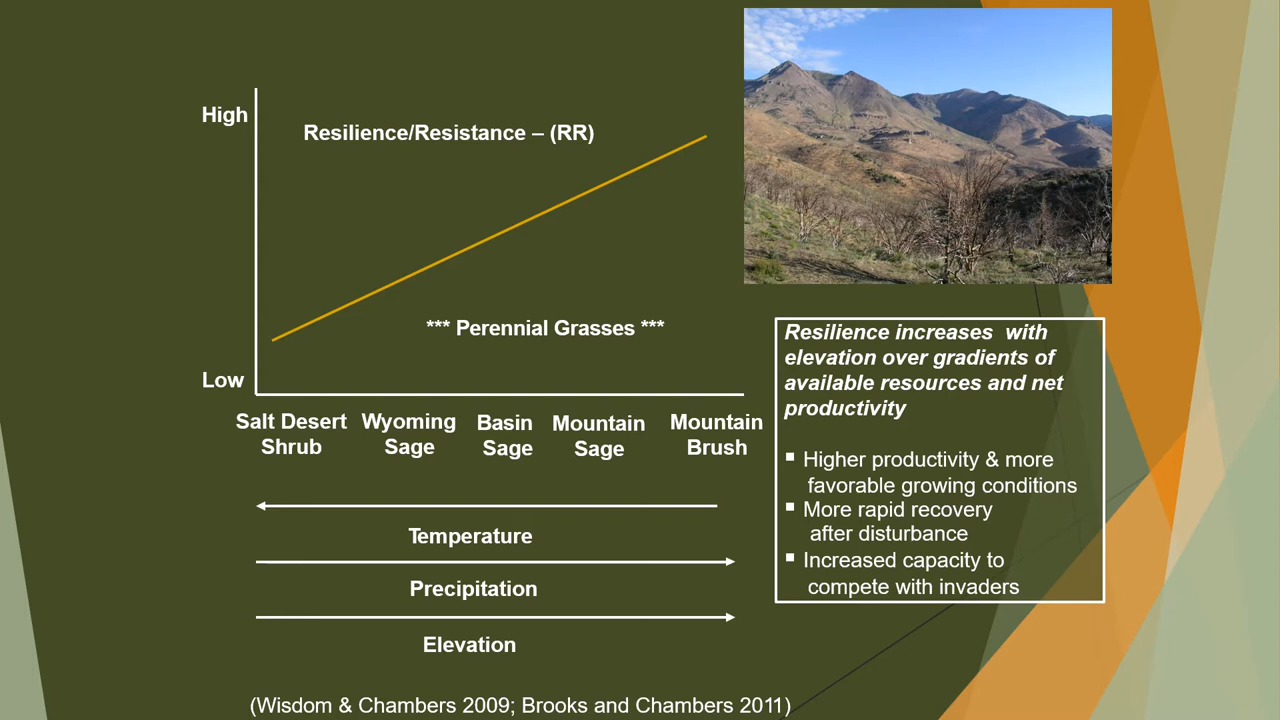 High
Resilience/Resistance – (RR)
*** Perennial Grasses ***
Low
Salt Desert
Shrub
Wyoming
Sage
Basin
Sage
Mountain
Sage
Mountain
Brush
Temperature
Precipitation
Elevation
(Wisdom & Chambers 2009; Brooks and Chambers 2011)
Resilience increases with
elevation over gradients of
available resources and net
productivity
▪ Higher productivity & more
favorable growing conditions
▪ More rapid recovery
after disturbance
▪ Increased capacity to
compete with invaders